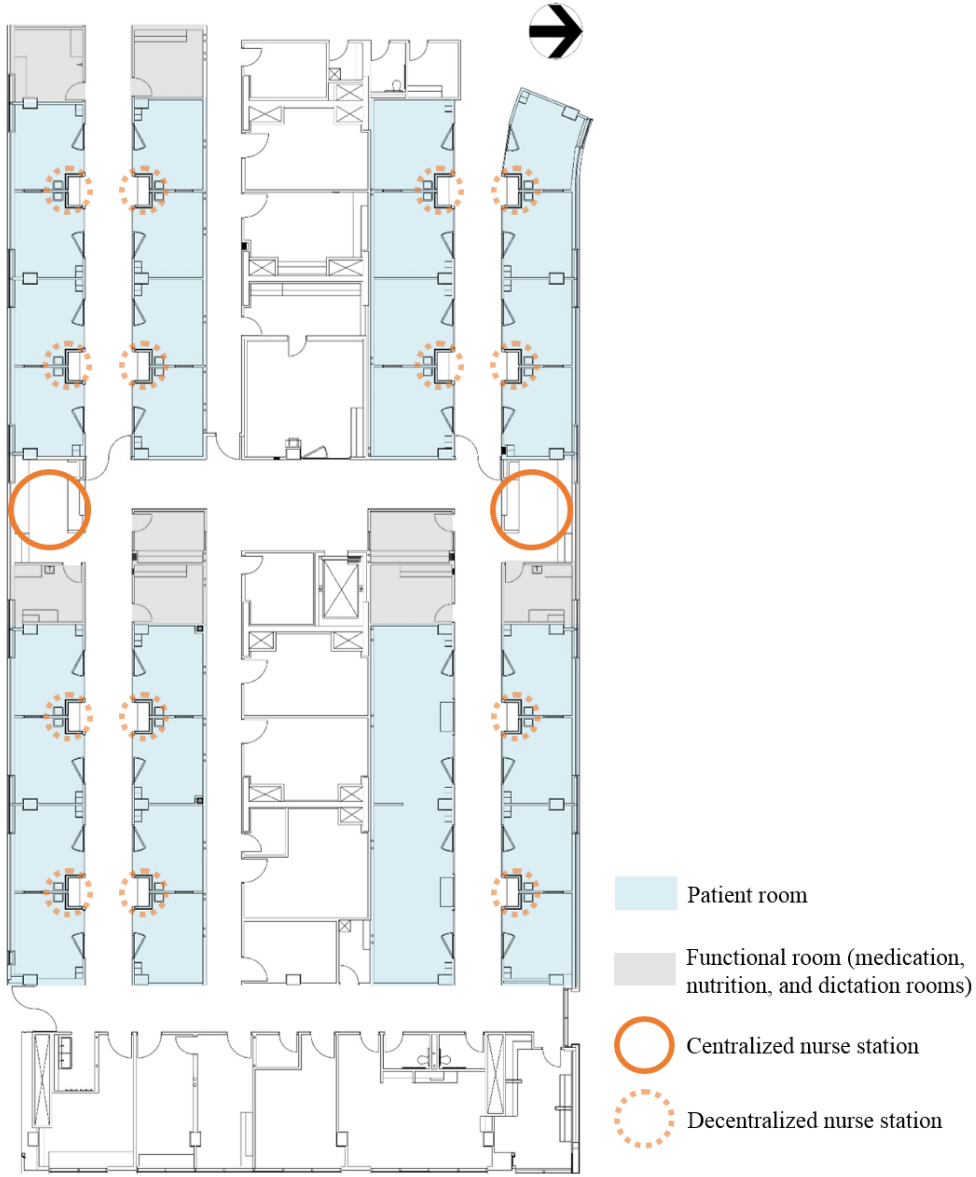 Patient room
Functional room (medication,
nutrition, and dictation rooms)
Centralized nurse station
Decentralized nurse station